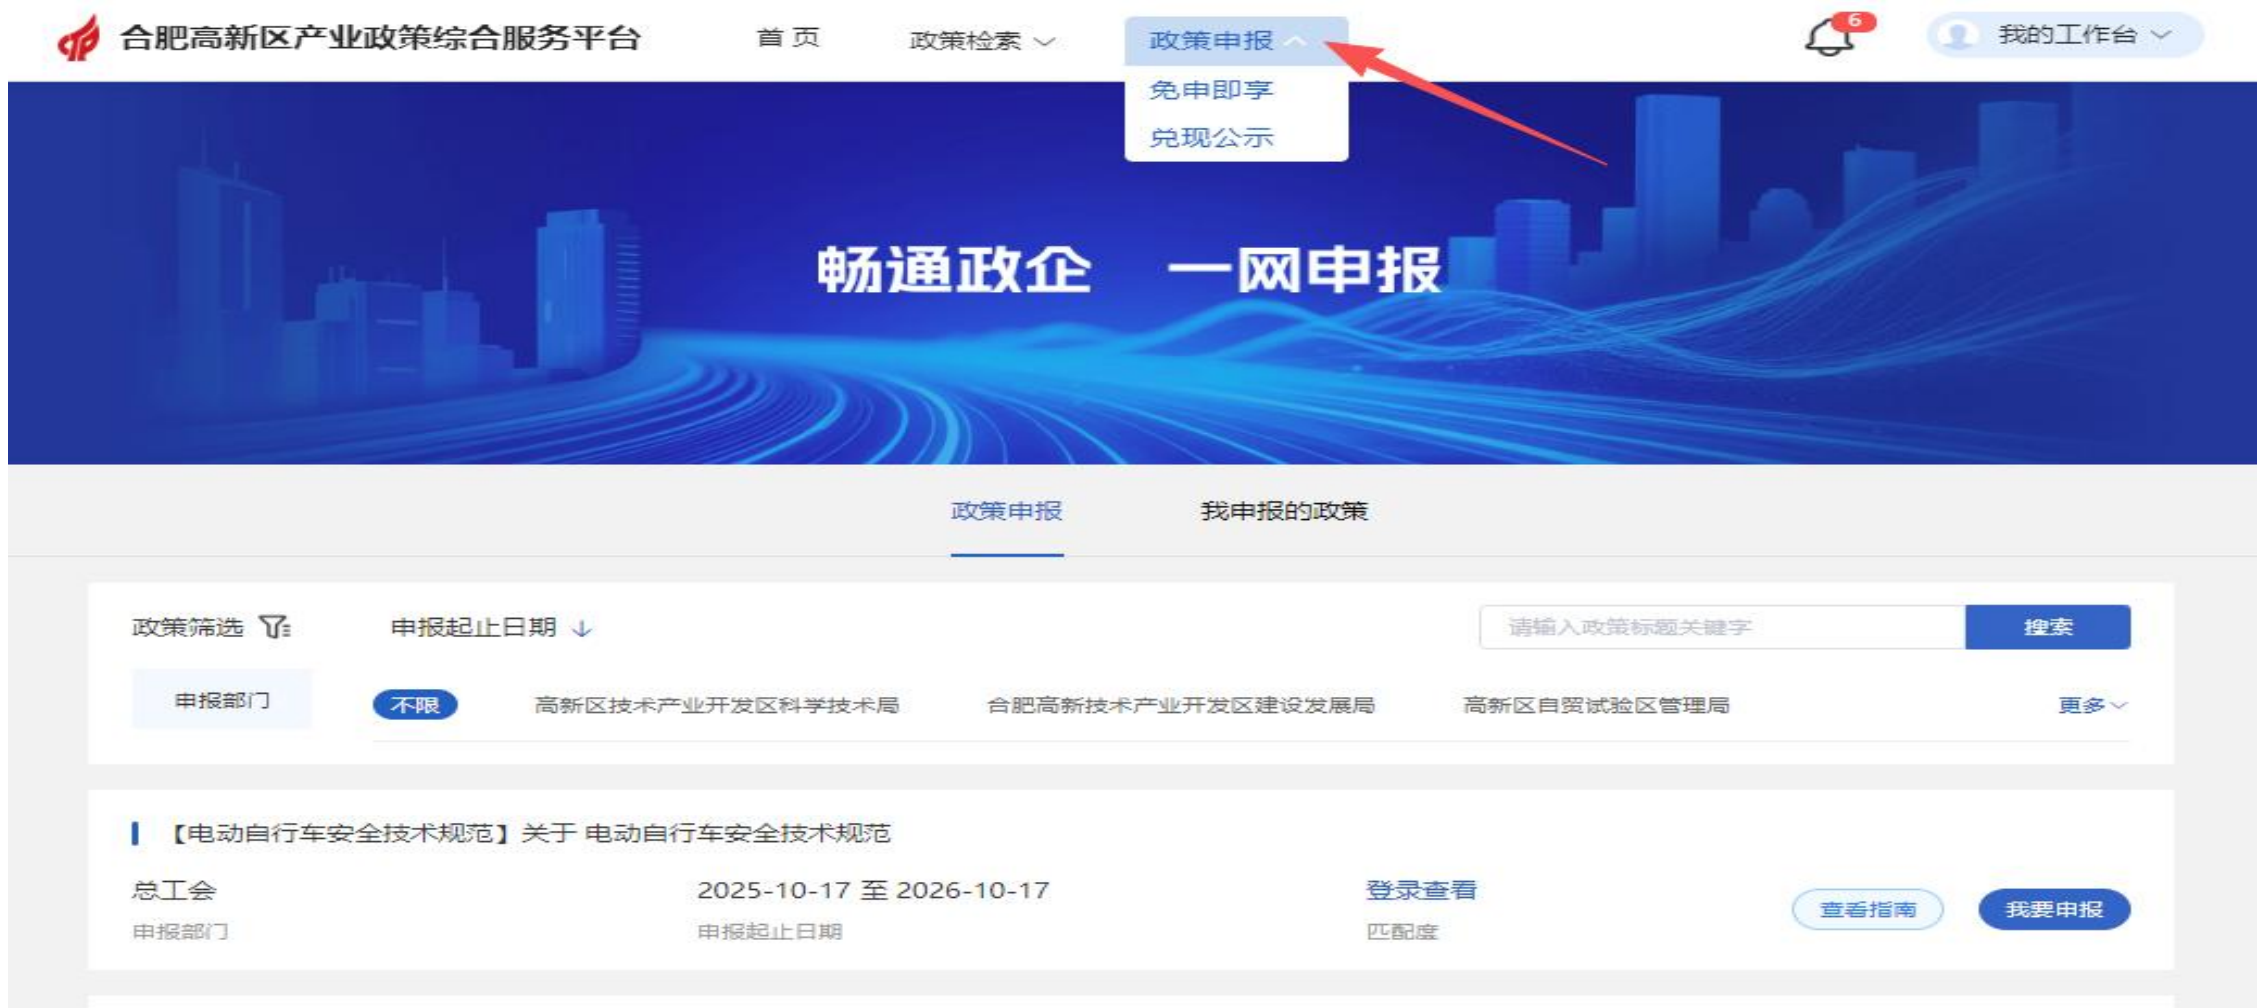 合肥高新区产业政策综合服务平台 首页 政策检索 政策申报 6 我的工作台
免申即享
兑现公示
畅通政企 一网申报
政策申报 我申报的政策
政策筛选 申报起止日期 请输入政策标题关键字 搜索
申报部门 不限 高新区技术产业开发区科学技术局 合肥高新技术产业开发区建设发展局 高新区自贸试验区管理局 更多
【电动自行车安全技术规范】关于 电动自行车安全技术规范
总工会 2025-10-17 至 2026-10-17 登录查看 查看指南 我要申报
申报部门 申报起止日期 匹配度